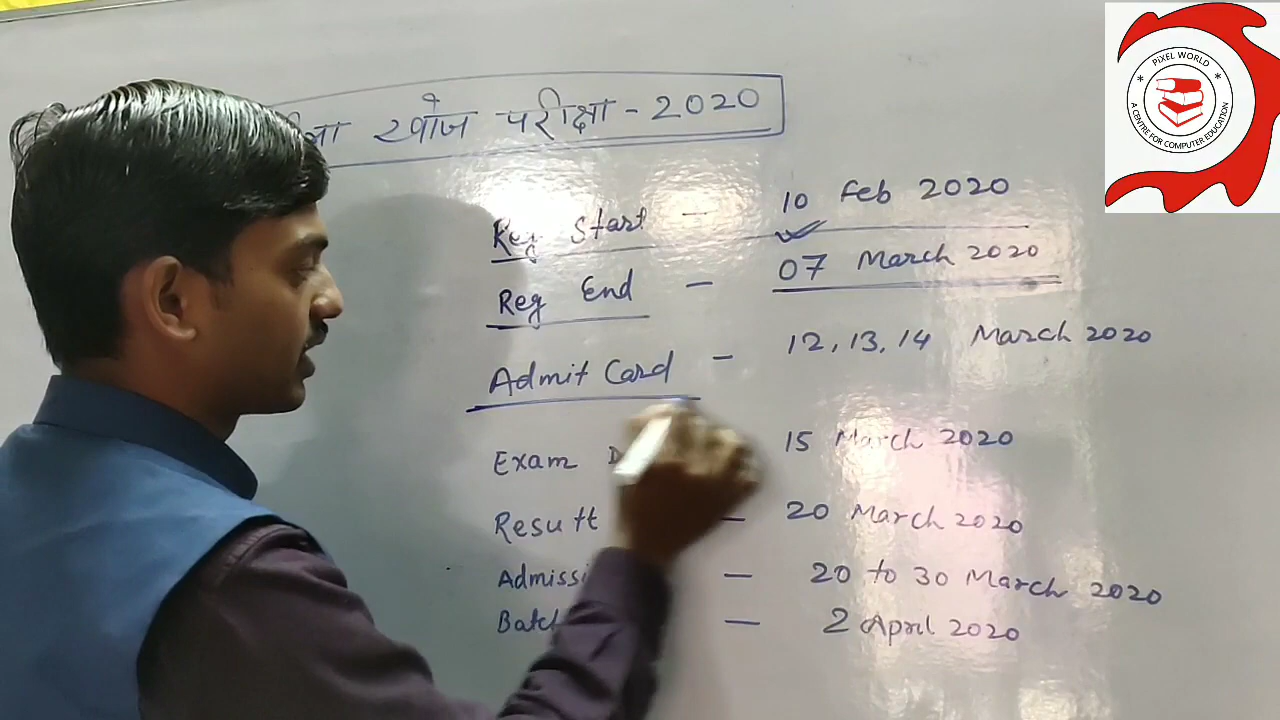 खोज परीक्षा - 2020
Reg Start - 10 Feb 2020
Reg End - 07 March 2020
Admit Card - 12, 13, 14 March 2020
Exam 15 March 2020
Result - 20 March 2020
- 20 to 30 March 2020
- 2 April 2020
PIXEL WORLD
A CENTRE FOR COMPUTER EDUCATION